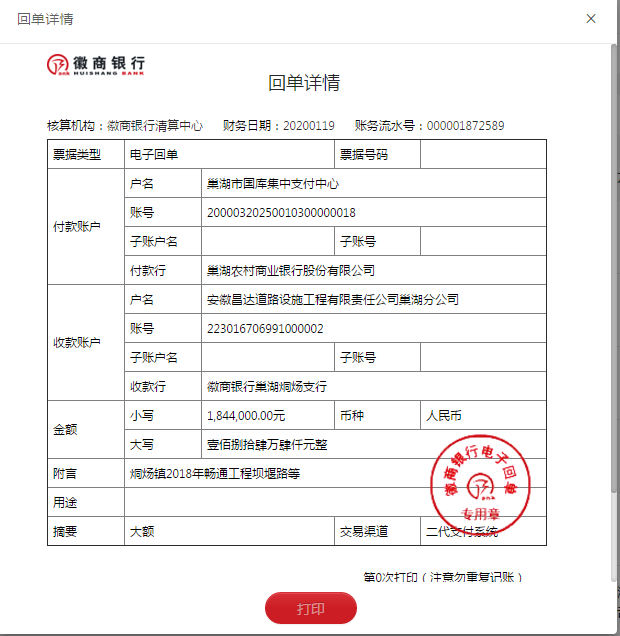 回单详情
×
徽商银行
HUISHANG BANK
回单详情
核算机构：徽商银行清算中心 财务日期：20200119 账务流水号：000001872589
票据类型 电子回单 票据号码
付款账户
户名 巢湖市国库集中支付中心
账号 20000320250010300000018
子账户名 子账号
付款行 巢湖农村商业银行股份有限公司
收款账户
户名 安徽昌达道路设施工程有限责任公司巢湖分公司
账号 223016706991000002
子账户名 子账号
收款行 徽商银行巢湖烔炀支行
金额
小写 1,844,000.00元 币种 人民币
大写 壹佰捌拾肆万肆仟元整
附言 烔炀镇2018年畅通工程坝堰路等
用途
摘要 大额 交易渠道 二代支付系统
徽商银行电子回单
专用章
第0次打印（注意勿重复记账）
打印